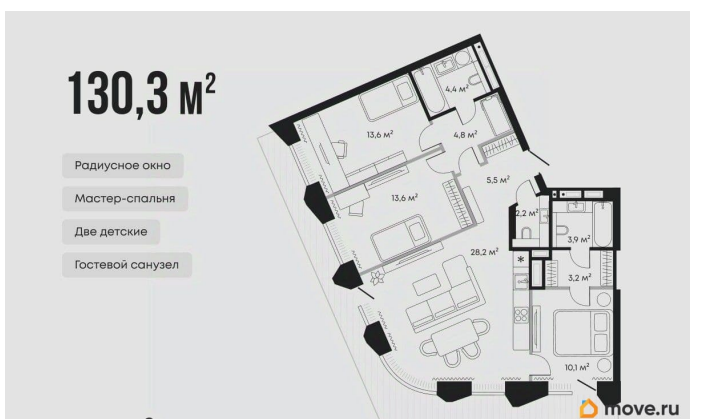 130,3 м²
Радиусное окно
Мастер-спальня
Две детские
Гостевой санузел
4,4 м²
13,6 м²
4,8 м²
5,5 м²
13,6 м²
2,2 м²
3,9 м²
28,2 м²
3,2 м²
10,1 м²
move.ru